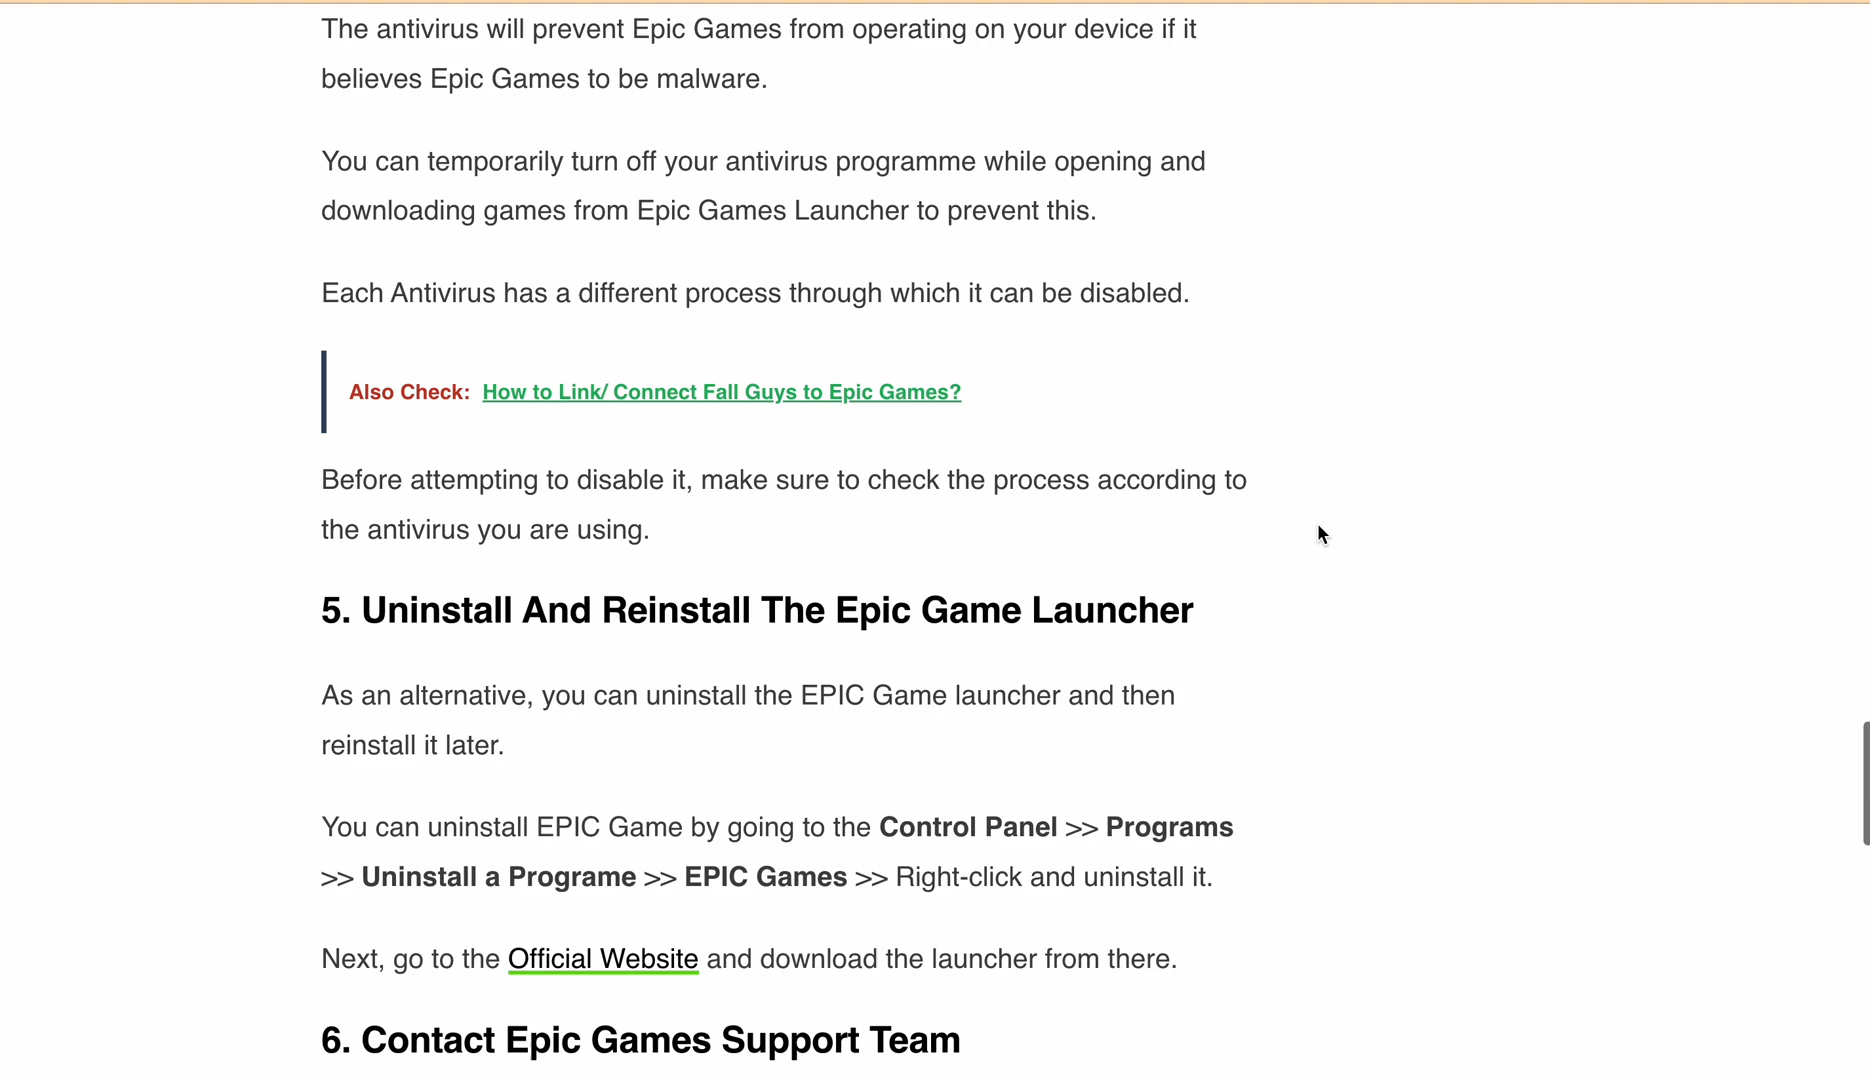 The antivirus will prevent Epic Games from operating on your device if it
believes Epic Games to be malware.
You can temporarily turn off your antivirus programme while opening and
downloading games from Epic Games Launcher to prevent this.
Each Antivirus has a different process through which it can be disabled.
Also Check: How to Link/ Connect Fall Guys to Epic Games?
Before attempting to disable it, make sure to check the process according to
the antivirus you are using.
5. Uninstall And Reinstall The Epic Game Launcher
As an alternative, you can uninstall the EPIC Game launcher and then
reinstall it later.
You can uninstall EPIC Game by going to the Control Panel >> Programs
>> Uninstall a Programe >> EPIC Games >> Right-click and uninstall it.
Next, go to the Official Website and download the launcher from there.
6. Contact Epic Games Support Team